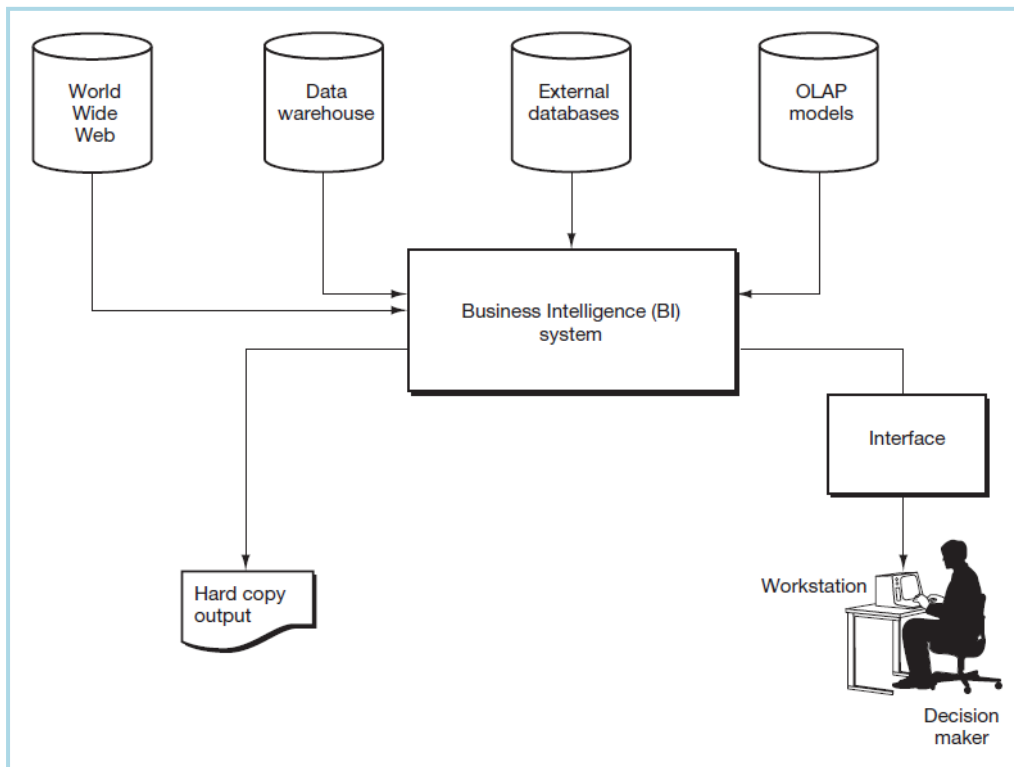 World
Wide
Web
Data
warehouse
External
databases
OLAP
models
Business Intelligence (BI)
system
Interface
Hard copy
output
Workstation
Decision
maker